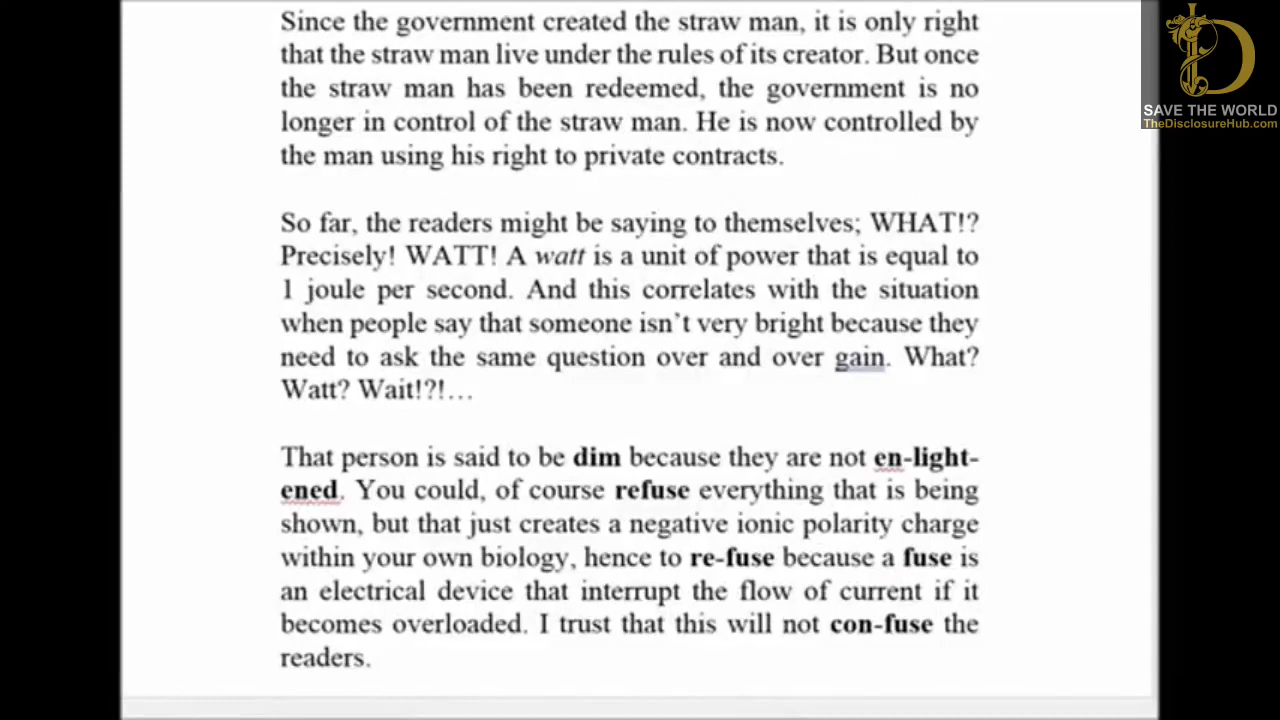 Since the government created the straw man, it is only right
that the straw man live under the rules of its creator. But once
the straw man has been redeemed, the government is no
longer in control of the straw man. He is now controlled by
the man using his right to private contracts.
So far, the readers might be saying to themselves; WHAT!?
Precisely! WATT! A watt is a unit of power that is equal to
1 joule per second. And this correlates with the situation
when people say that someone isn't very bright because they
need to ask the same question over and over gain. What?
Watt? Wait!?!...
That person is said to be dim because they are not en-light-
ened. You could, of course refuse everything that is being
shown, but that just creates a negative ionic polarity charge
within your own biology, hence to re-fuse because a fuse is
an electrical device that interrupt the flow of current if it
becomes overloaded. I trust that this will not con-fuse the
readers.
D
SAVE THE WORLD
TheDisclosureHub.com